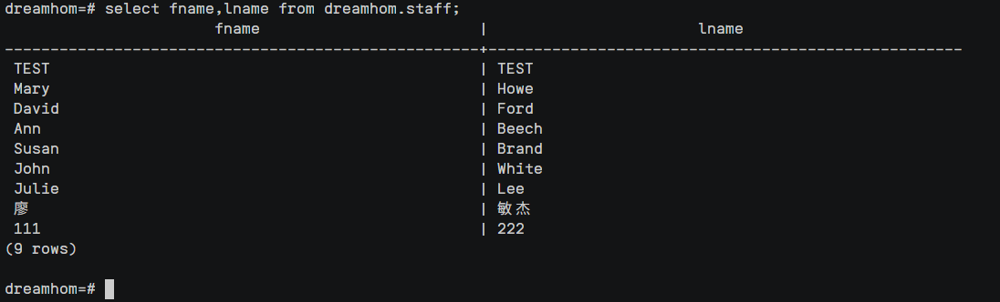 dreamhom=# select fname,lname from dreamhom.staff;
fname | lname
----------------------------------------------------+----------------------------------------------------
TEST | TEST
Mary | Howe
David | Ford
Ann | Beech
Susan | Brand
John | White
Julie | Lee
廖 | 敏杰
111 | 222
(9 rows)
dreamhom=#